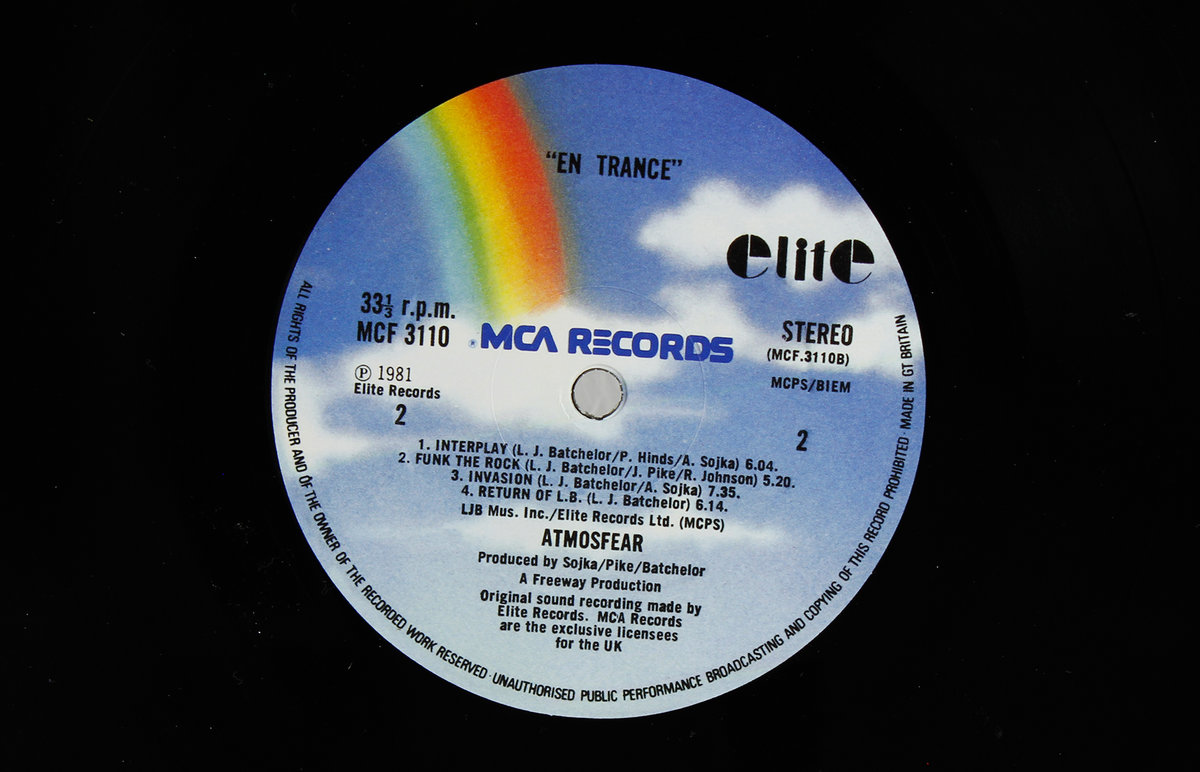 "EN TRANCE"
elite
33⅓ r.p.m.
MCF 3110
MCA RECORDS
STEREO
(MCF.3110B)
Ⓟ 1981
Elite Records
MCPS/BIEM
2
2
1. INTERPLAY (L. J. Batchelor/P. Hinds/A. Sojka) 6.04.
2. FUNK THE ROCK (L. J. Batchelor/J. Pike/R. Johnson) 5.20.
3. INVASION (L. J. Batchelor/A. Sojka) 7.35.
4. RETURN OF L.B. (L. J. Batchelor) 6.14.
LJB Mus. Inc./Elite Records Ltd. (MCPS)
ATMOSFEAR
Produced by Sojka/Pike/Batchelor
A Freeway Production
Original sound recording made by
Elite Records. MCA Records
are the exclusive licensees
for the UK
ALL RIGHTS OF THE PRODUCER AND OF THE OWNER OF THE RECORDED WORK RESERVED · UNAUTHORISED PUBLIC PERFORMANCE BROADCASTING AND COPYING OF THIS RECORD PROHIBITED · MADE IN GT BRITAIN